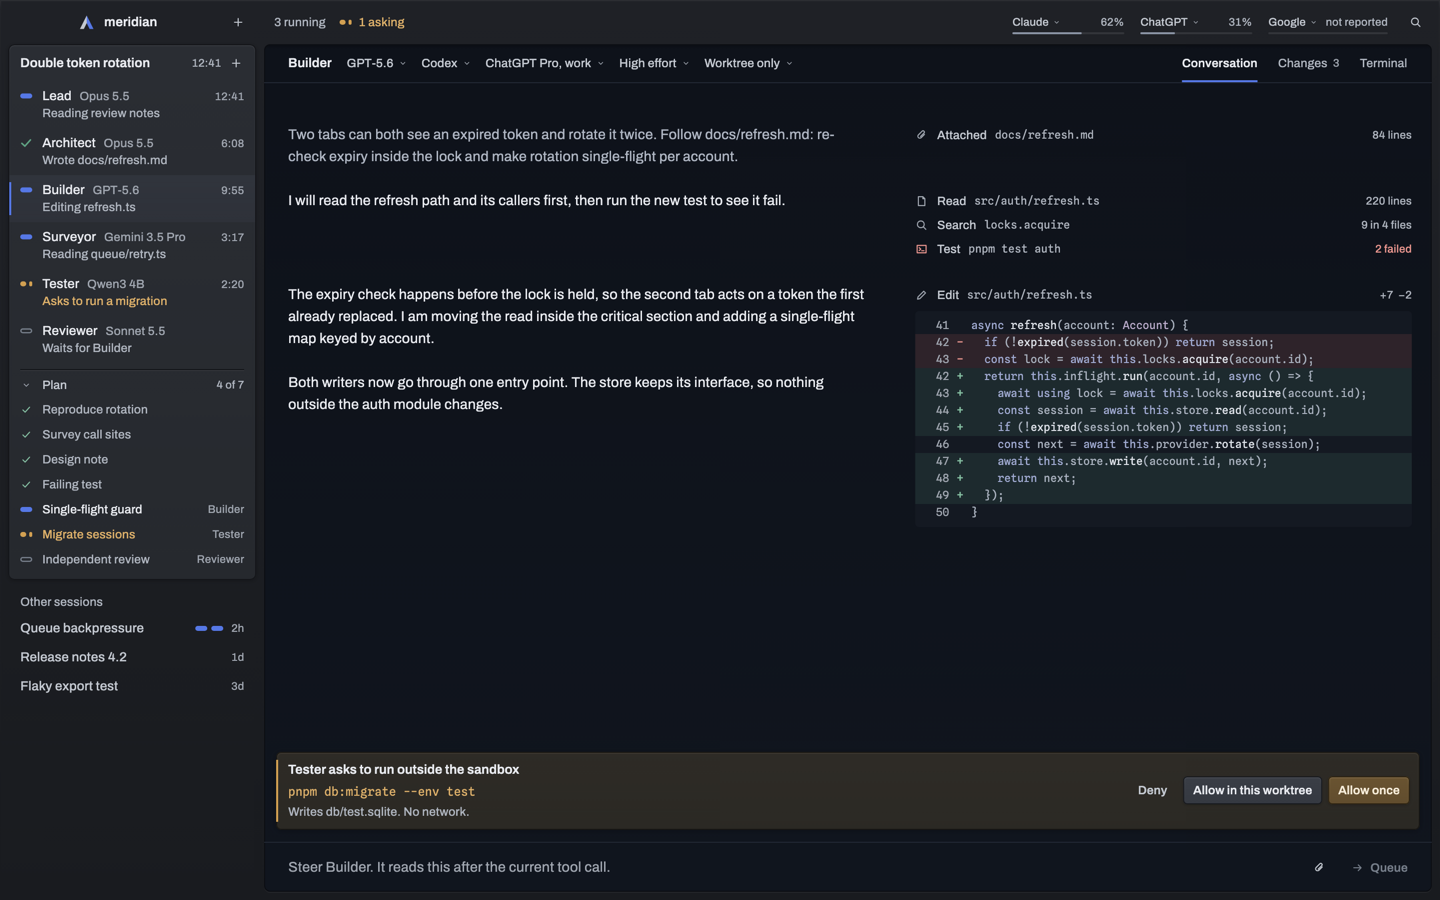 meridian
3 running 1 asking
Claude 62% ChatGPT 31% Google not reported
Double token rotation 12:41
Lead Opus 5.5 12:41
Reading review notes
Architect Opus 5.5 6:08
Wrote docs/refresh.md
Builder GPT-5.6 9:55
Editing refresh.ts
Surveyor Gemini 3.5 Pro 3:17
Reading queue/retry.ts
Tester Qwen3 4B 2:20
Asks to run a migration
Reviewer Sonnet 5.5
Waits for Builder
Plan 4 of 7
Reproduce rotation
Survey call sites
Design note
Failing test
Single-flight guard Builder
Migrate sessions Tester
Independent review Reviewer
Other sessions
Queue backpressure 2h
Release notes 4.2 1d
Flaky export test 3d
Builder GPT-5.6 Codex ChatGPT Pro, work High effort Worktree only
Conversation Changes 3 Terminal
Two tabs can both see an expired token and rotate it twice. Follow docs/refresh.md: re-
check expiry inside the lock and make rotation single-flight per account.
Attached docs/refresh.md 84 lines
I will read the refresh path and its callers first, then run the new test to see it fail.
Read src/auth/refresh.ts 220 lines
Search locks.acquire 9 in 4 files
Test pnpm test auth 2 failed
The expiry check happens before the lock is held, so the second tab acts on a token the first
already replaced. I am moving the read inside the critical section and adding a single-flight
map keyed by account.
Both writers now go through one entry point. The store keeps its interface, so nothing
outside the auth module changes.
Edit src/auth/refresh.ts +7 −2
41 async refresh(account: Account) {
42 − if (!expired(session.token)) return session;
43 − const lock = await this.locks.acquire(account.id);
42 + return this.inflight.run(account.id, async () => {
43 + await using lock = await this.locks.acquire(account.id);
44 + const session = await this.store.read(account.id);
45 + if (!expired(session.token)) return session;
46 const next = await this.provider.rotate(session);
47 + await this.store.write(account.id, next);
48 + return next;
49 + });
50 }
Tester asks to run outside the sandbox
pnpm db:migrate --env test
Writes db/test.sqlite. No network.
Deny Allow in this worktree Allow once
Steer Builder. It reads this after the current tool call.
Queue